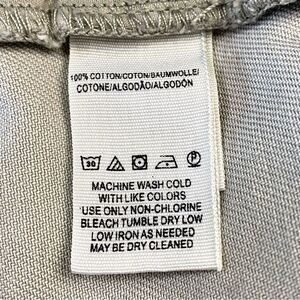 100% COTTON/COTON/BAUMWOLLE/
COTONE/ALGODÃO/ALGODÓN
30 P
MACHINE WASH COLD
WITH LIKE COLORS
USE ONLY NON-CHLORINE
BLEACH TUMBLE DRY LOW
LOW IRON AS NEEDED
MAY BE DRY CLEANED